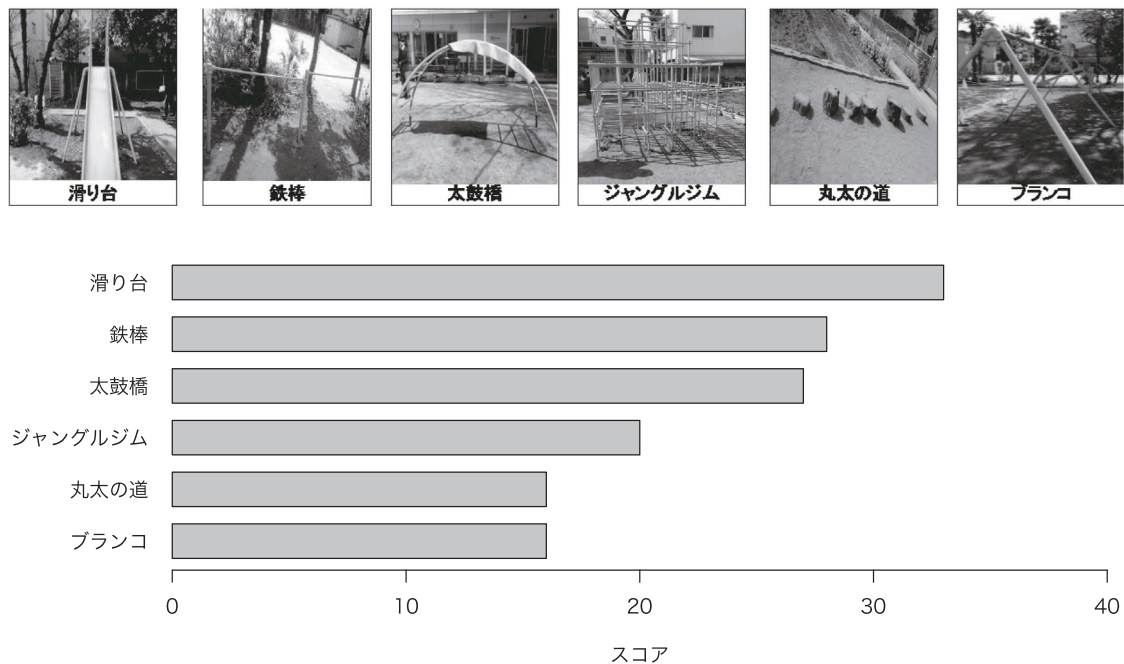 滑り台 鉄棒 太鼓橋 ジャングルジム 丸太の道 ブランコ
滑り台
鉄棒
太鼓橋
ジャングルジム
丸太の道
ブランコ
0 10 20 30 40
スコア